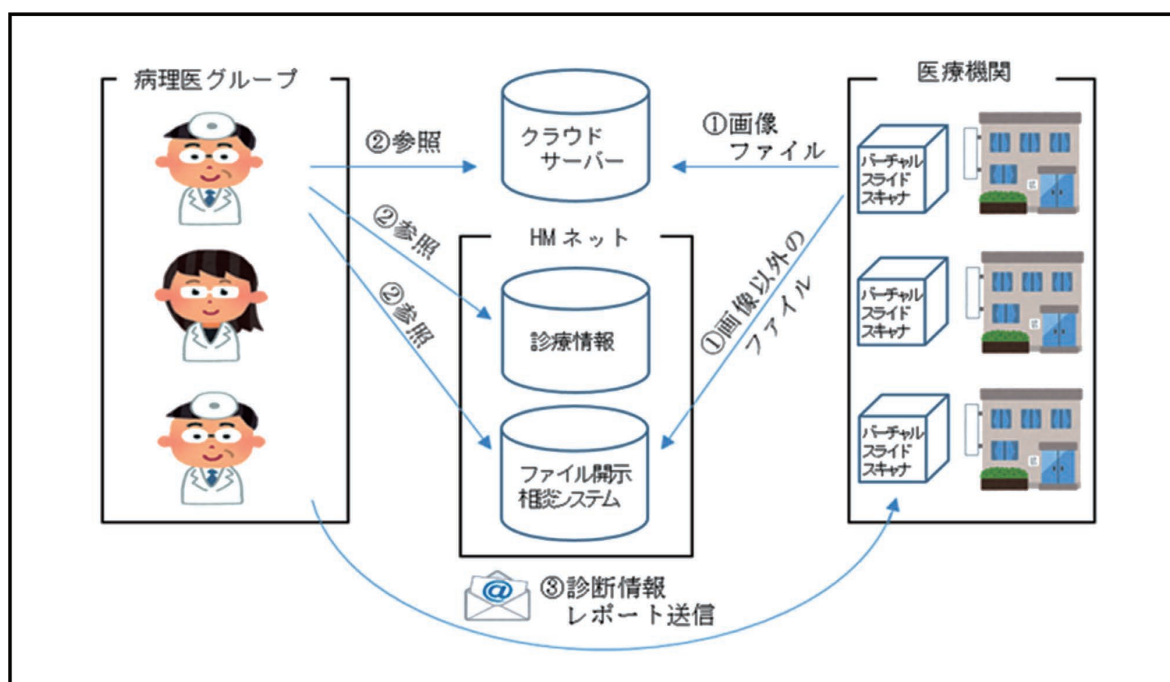 病理医グループ
医療機関
クラウド
サーバー
②参照
①画像
ファイル
バーチャル
スライド
スキャナ
HMネット
②参照
②参照
診療情報
①画像以外の
ファイル
バーチャル
スライド
スキャナ
ファイル開示
相談システム
バーチャル
スライド
スキャナ
@
③診断情報
レポート送信